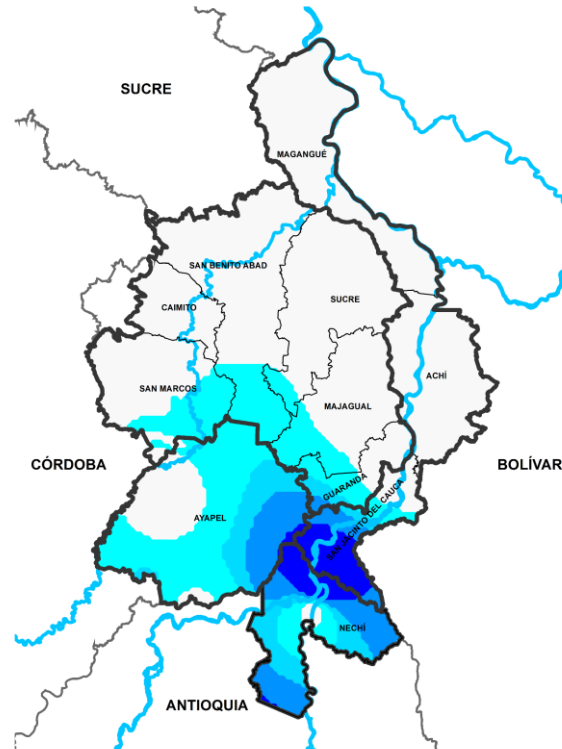 SUCRE
MAGANGUÉ
SAN BENITO ABAD
SUCRE
CAIMITO
ACHÍ
SAN MARCOS
MAJAGUAL
CÓRDOBA
BOLÍVAR
GUARANDA
AYAPEL
SAN JACINTO DEL CAUCA
NECHÍ
ANTIOQUIA